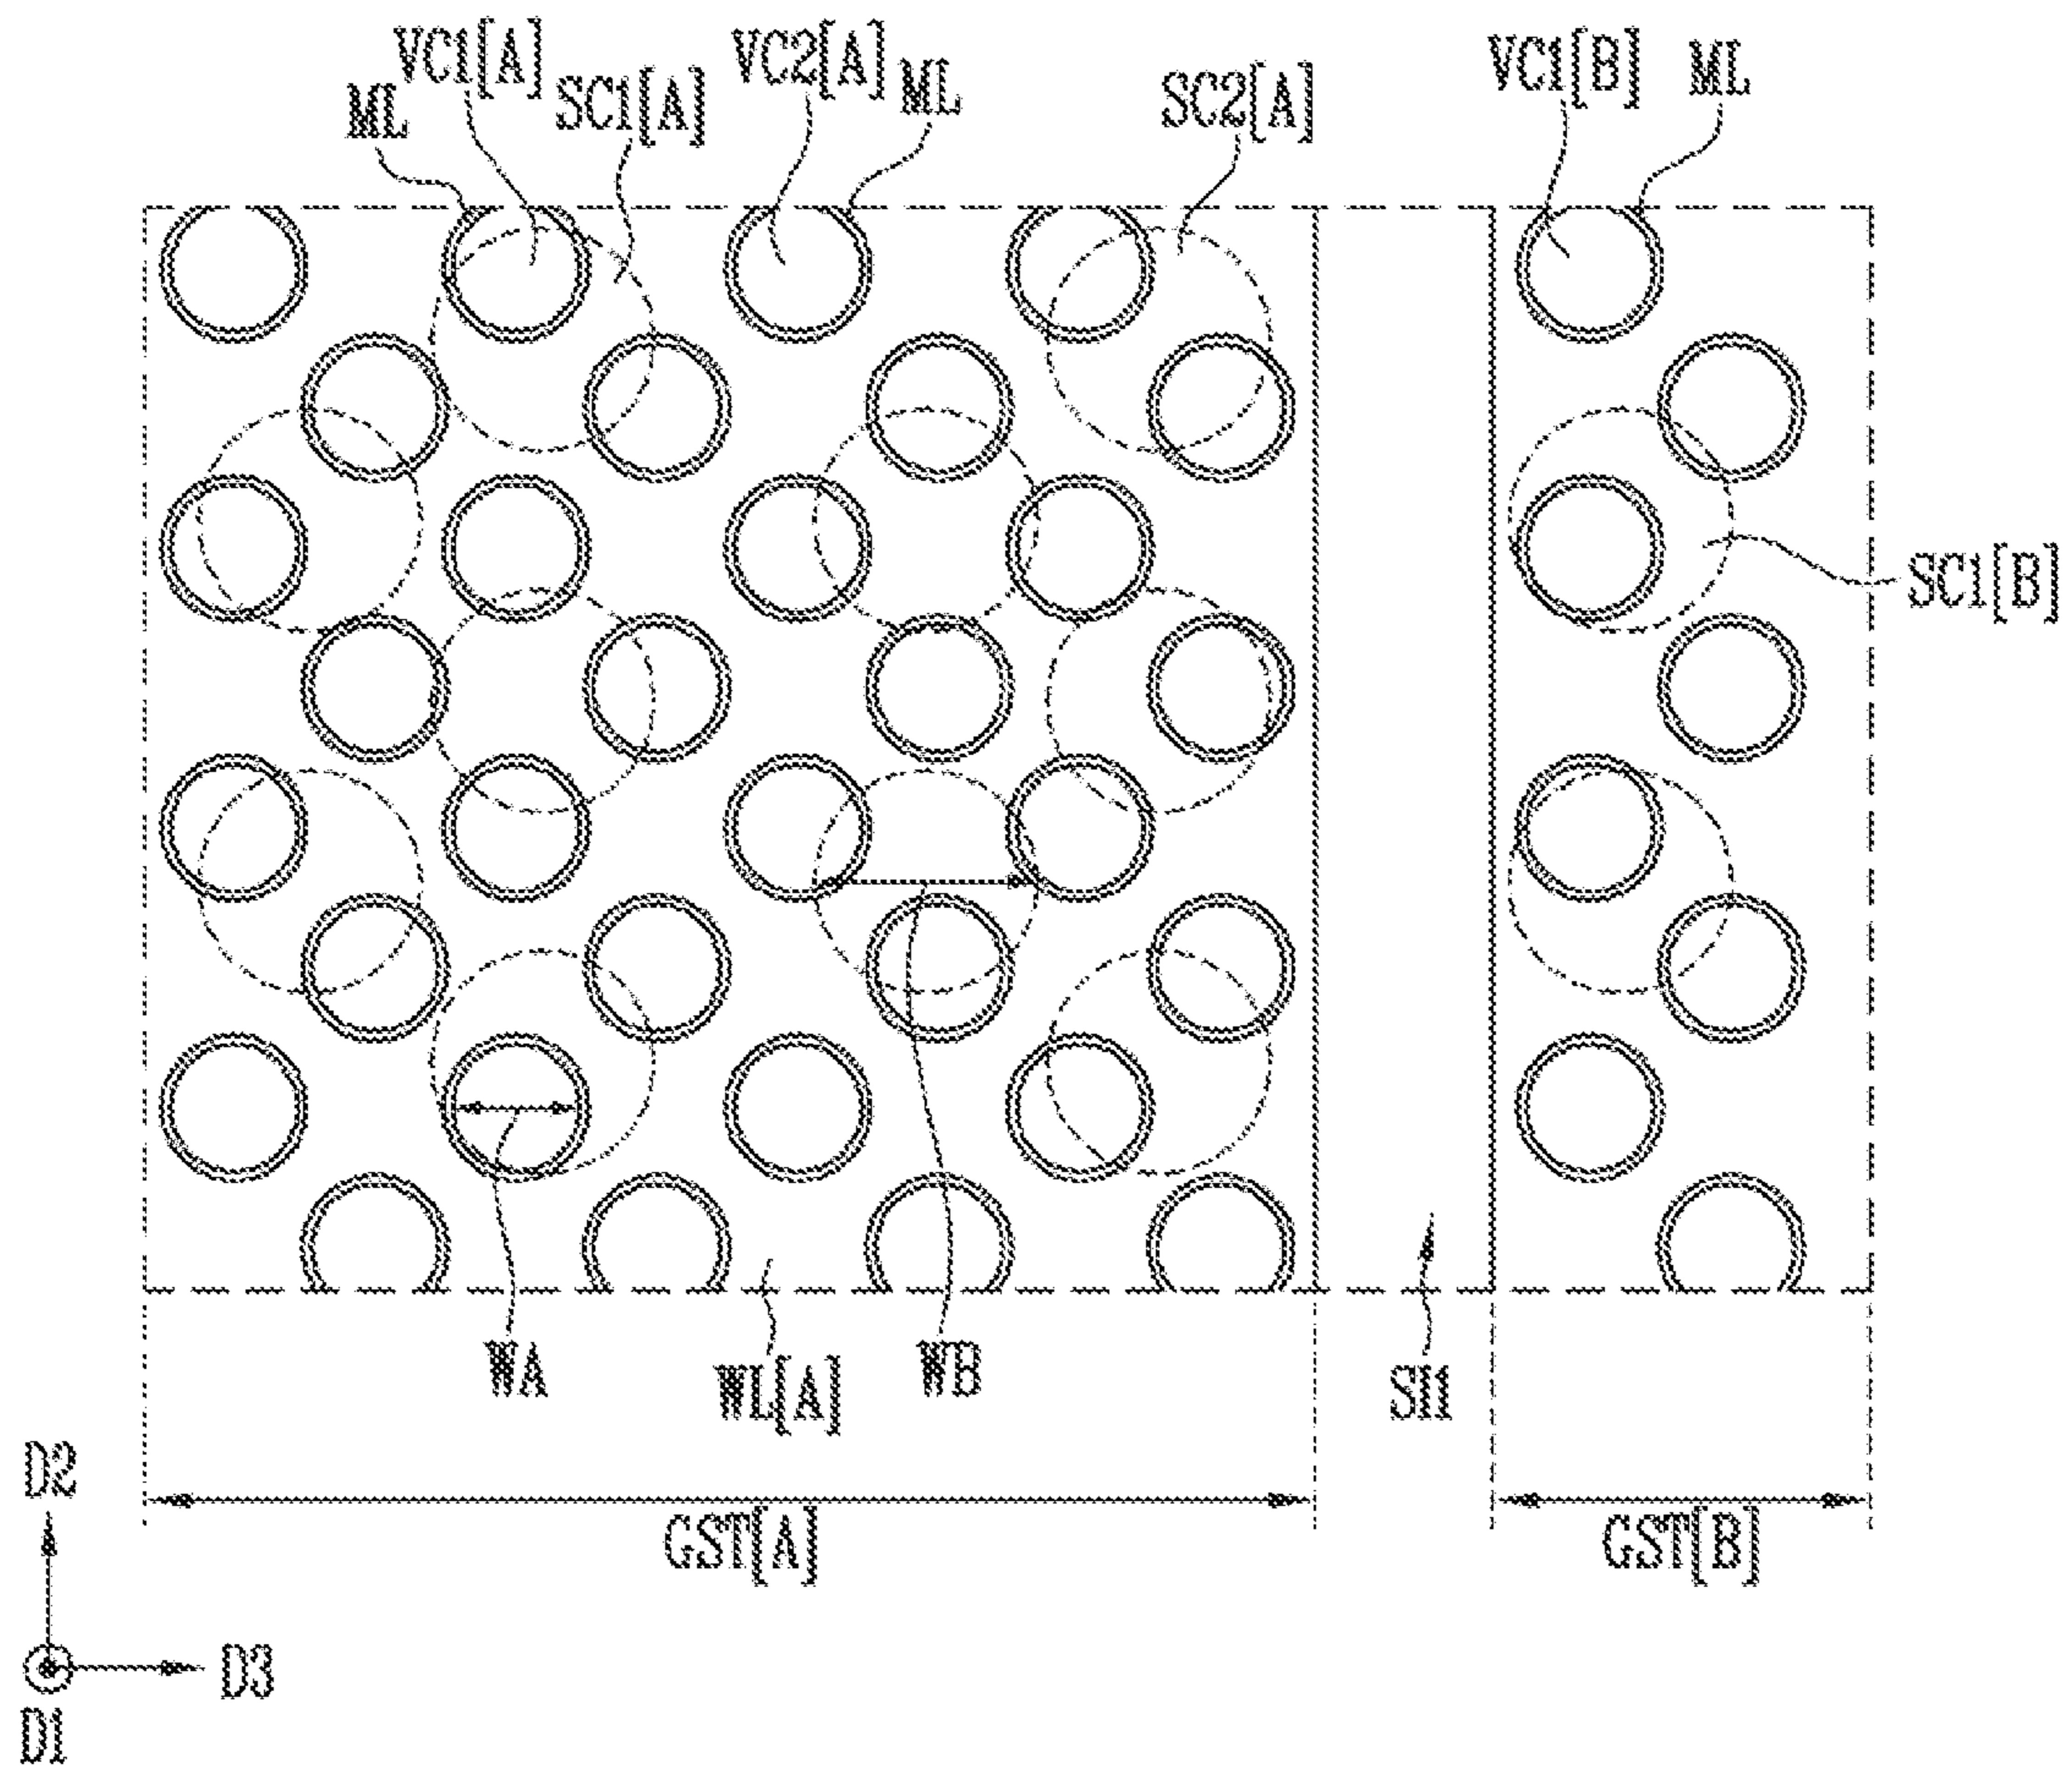 VC1[A]
VC2[A]
VC1[B]
ML
ML
SC1[A]
ML
SC2[A]
SC1[B]
WA
WL[A]
WB
SI1
D2
GST[A]
GST[B]
D3
D1